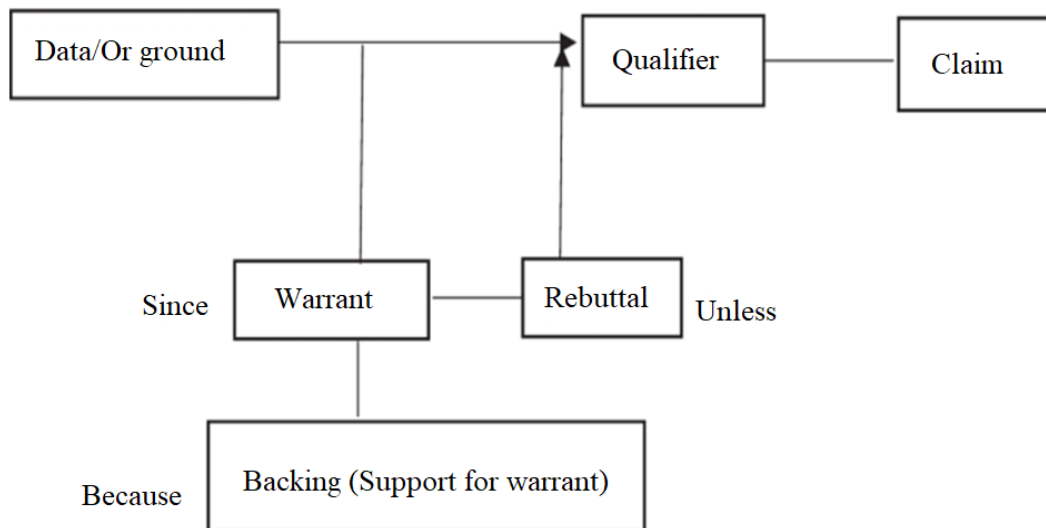 Data/Or ground
Qualifier
Claim
Since
Warrant
Rebuttal
Unless
Because
Backing (Support for warrant)